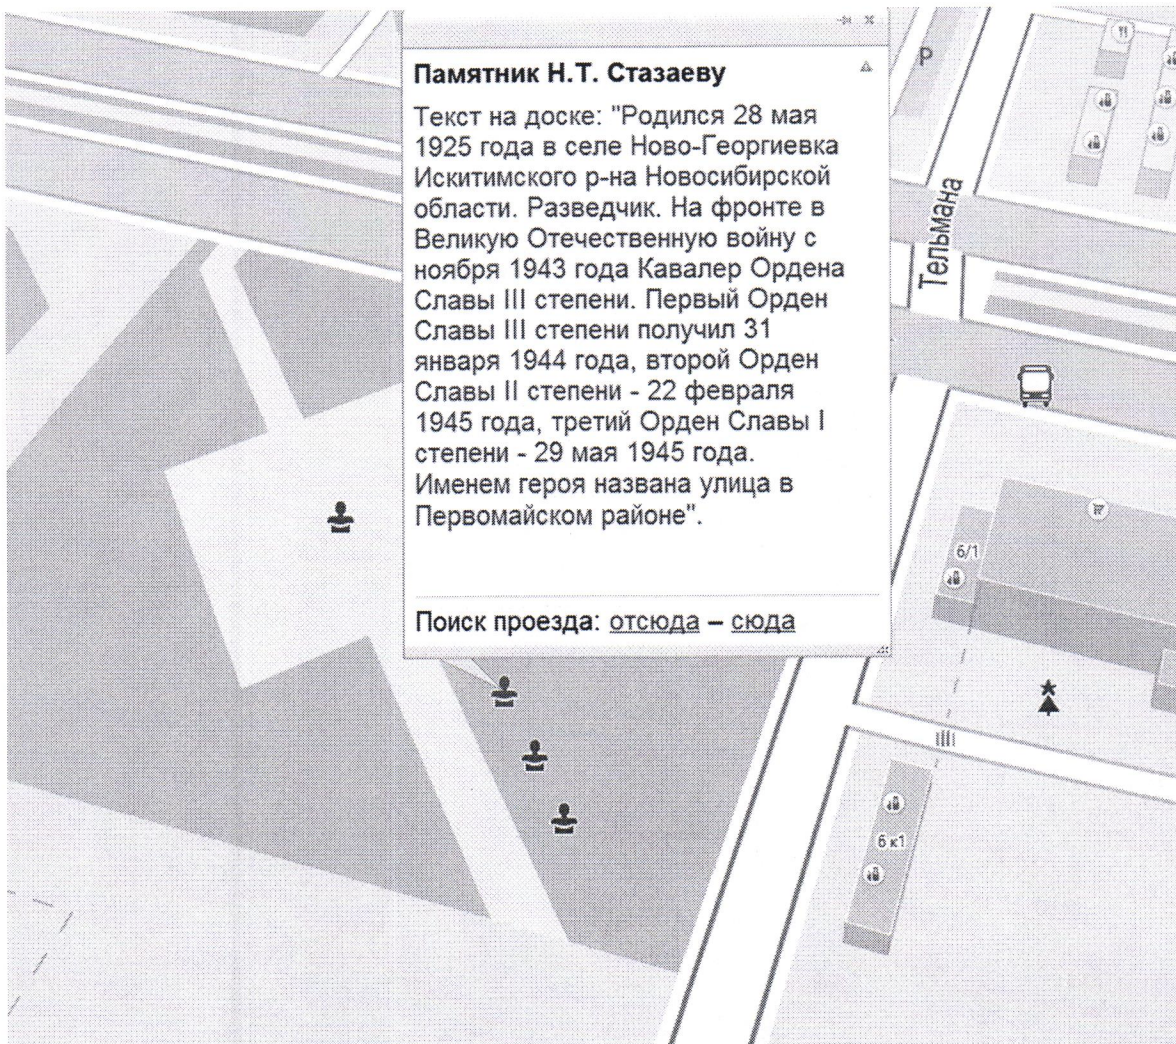 Памятник Н.Т. Стазаеву
Текст на доске: "Родился 28 мая
1925 года в селе Ново-Георгиевка
Искитимского р-на Новосибирской
области. Разведчик. На фронте в
Великую Отечественную войну с
ноября 1943 года Кавалер Ордена
Славы III степени. Первый Орден
Славы III степени получил 31
января 1944 года, второй Орден
Славы II степени - 22 февраля
1945 года, третий Орден Славы I
степени - 29 мая 1945 года.
Именем героя названа улица в
Первомайском районе".
Поиск проезда: отсюда – сюда
P
Тельмана
6/1
6 к1